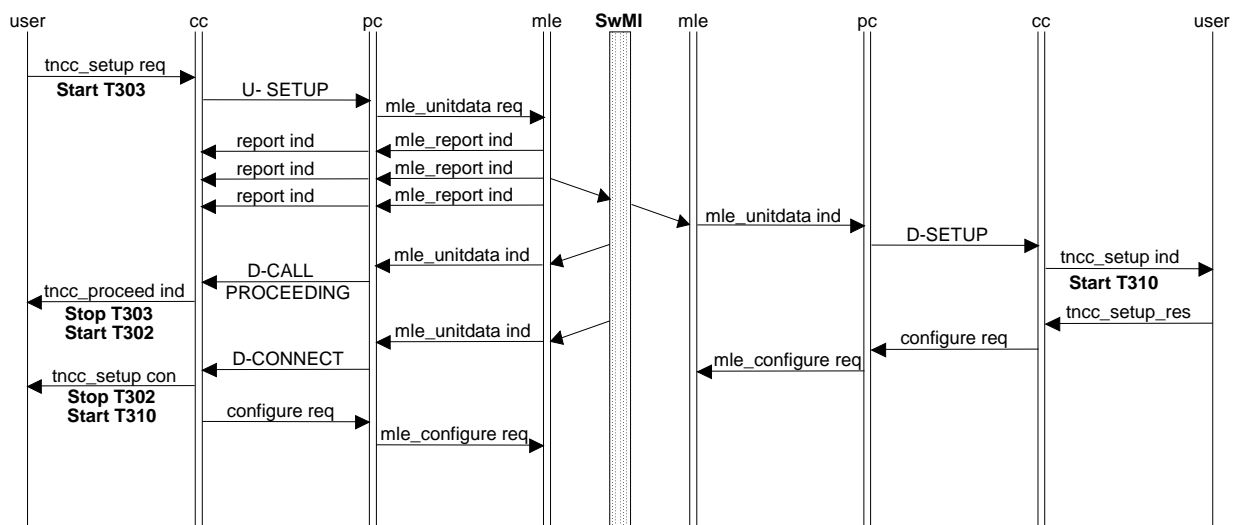 user cc pc mle SwMI mle pc cc user
tncc_setup req
Start T303
U- SETUP
mle_unitdata req
report ind mle_report ind
report ind mle_report ind
report ind mle_report ind
mle_unitdata ind
D-SETUP
mle_unitdata ind
tncc_setup ind
D-CALL
PROCEEDING
Start T310
tncc_proceed ind
Stop T303
Start T302
tncc_setup_res
mle_unitdata ind
configure req
D-CONNECT
mle_configure req
tncc_setup con
Stop T302
Start T310
configure req
mle_configure req